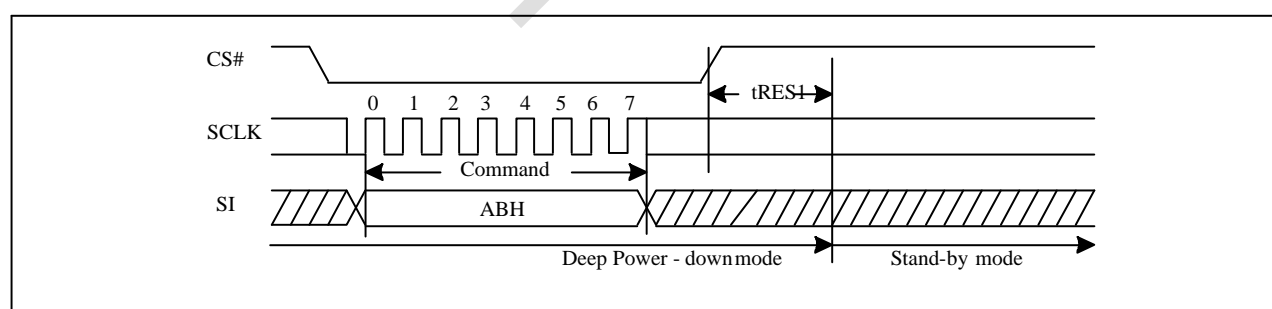 CS#
tRES1
0 1 2 3 4 5 6 7
SCLK
Command
SI
ABH
Deep Power - down mode
Stand-by mode